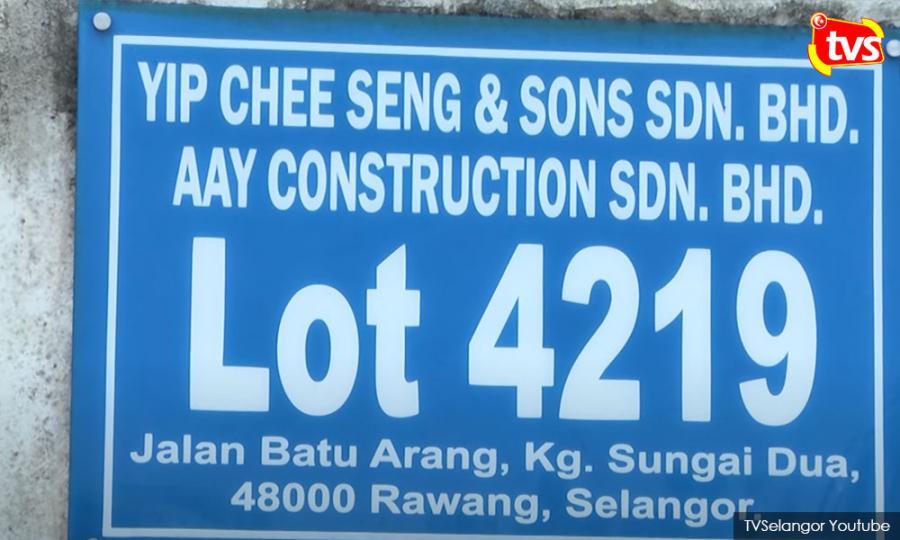 tvs
YIP CHEE SENG & SONS SDN. BHD.
AAY CONSTRUCTION SDN. BHD.
Lot 4219
Jalan Batu Arang, Kg. Sungai Dua,
48000 Rawang, Selangor.
TVSelangor Youtube